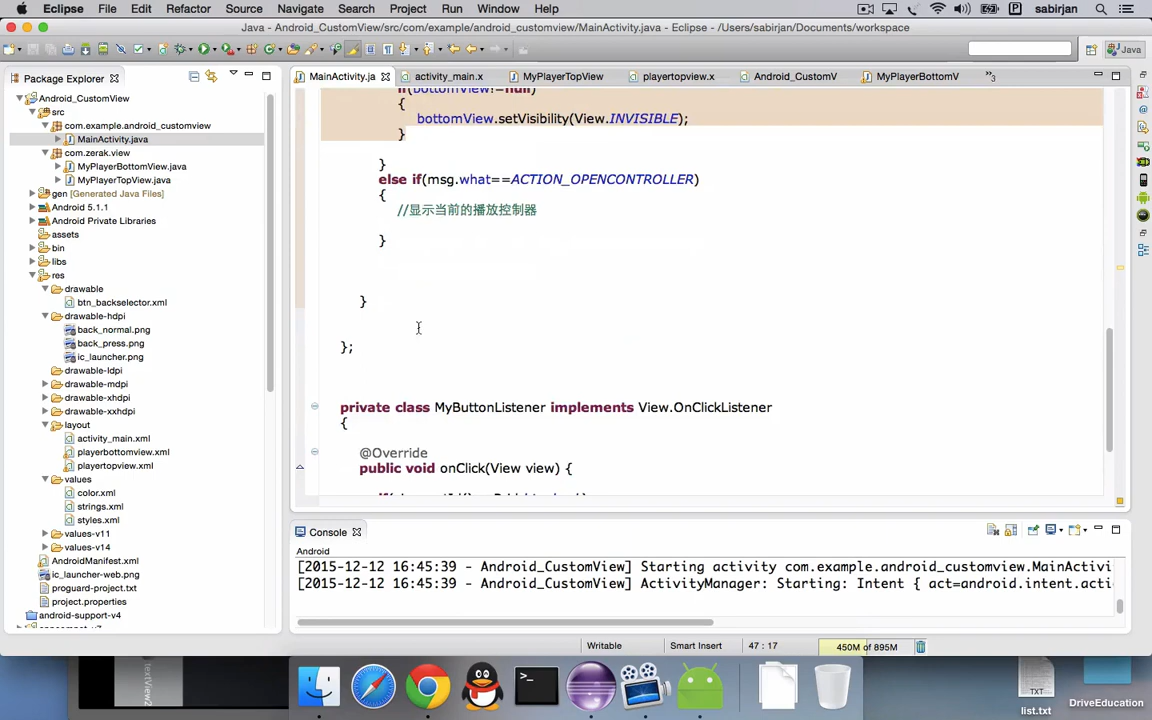 Eclipse File Edit Source Refactor Navigate Search Project Run Window Help sabirjan
Java - Android_CustomView/src/com/example/android_customview/MainActivity.java - Eclipse - /Users/sabirjan/Documents/workspace
Java
Package Explorer
MainActivity.ja activity_main.x MyPlayerTopView playertopview.x Android_CustomV MyPlayerBottomV »3
Android_CustomView
src
com.example.android_customview
MainActivity.java
com.zerak.view
MyPlayerBottomView.java
MyPlayerTopView.java
gen [Generated Java Files]
Android 5.1.1
Android Private Libraries
assets
bin
libs
res
drawable
btn_backselector.xml
drawable-hdpi
back_normal.png
back_press.png
ic_launcher.png
drawable-ldpi
drawable-mdpi
drawable-xhdpi
drawable-xxhdpi
layout
activity_main.xml
playerbottomview.xml
playertopview.xml
values
color.xml
strings.xml
styles.xml
values-v11
values-v14
AndroidManifest.xml
ic_launcher-web.png
proguard-project.txt
project.properties
android-support-v4
if(bottomView!=null)
{
bottomView.setVisibility(View.INVISIBLE);
}
}
else if(msg.what==ACTION_OPENCONTROLLER)
{
//显示当前的播放控制器
}
}
};
private class MyButtonListener implements View.OnClickListener
{
@Override
public void onClick(View view) {
Console
Android
[2015-12-12 16:45:39 - Android_CustomView] Starting activity com.example.android_customview.MainActivi
[2015-12-12 16:45:39 - Android_CustomView] ActivityManager: Starting: Intent { act=android.intent.acti
Writable Smart Insert 47 : 17 450M of 895M
textView2
TXT
list.txt
DriveEducation